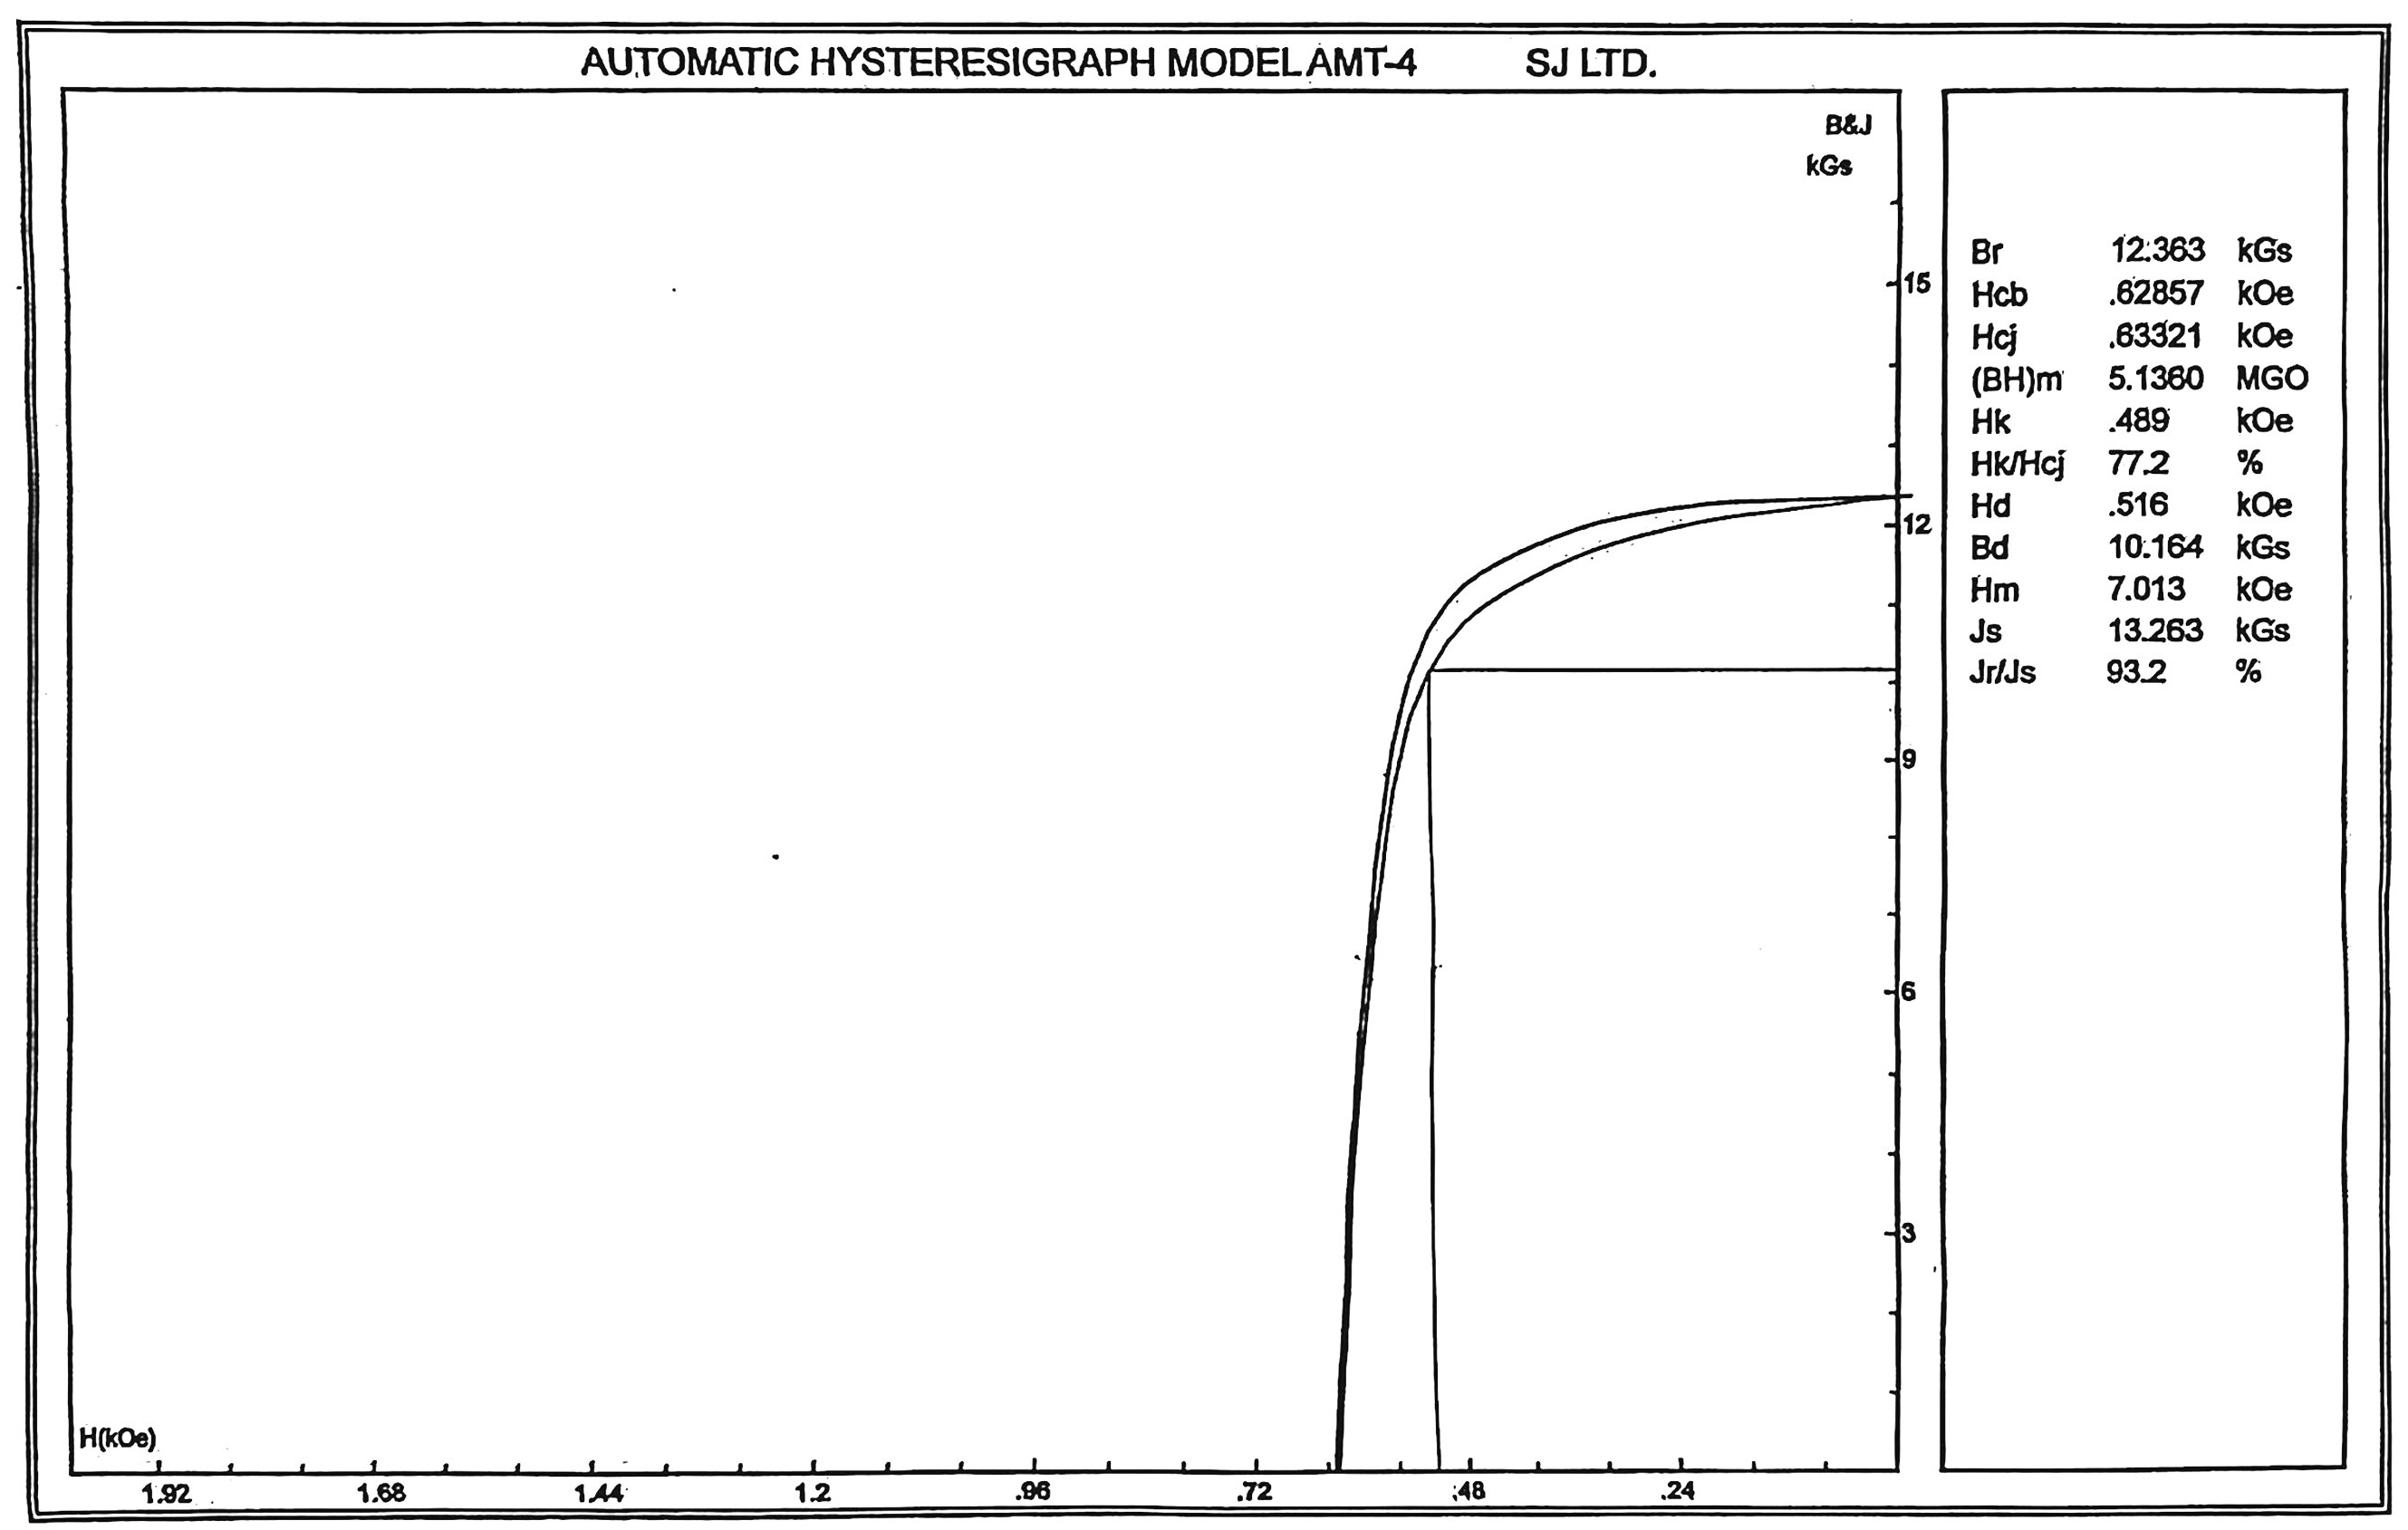 AUTOMATIC HYSTERESIGRAPH MODEL AMT-4 SJ LTD.
B&J
kGs
15
12
9
6
3
H(kOe)
1.92 1.68 1.44 1.2 .96 .72 .48 .24
Br 12.363 kGs
Hcb .62857 kOe
Hcj .63321 kOe
(BH)m 5.1360 MGO
Hk .489 kOe
Hk/Hcj 77.2 %
Hd .516 kOe
Bd 10.164 kGs
Hm 7.013 kOe
Js 13.263 kGs
Jr/Js 93.2 %